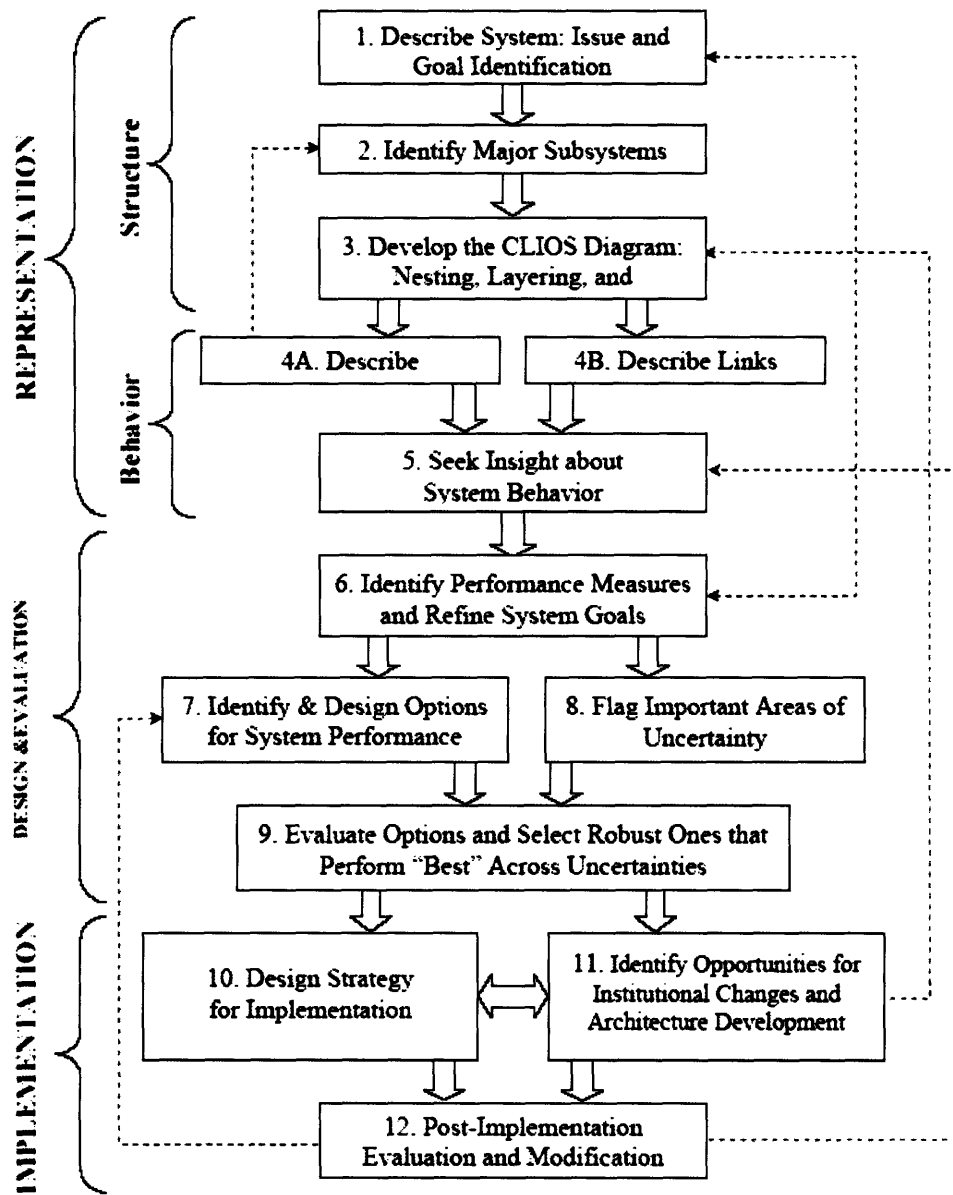 REPRESENTATION
Structure
Behavior
1. Describe System: Issue and
Goal Identification
2. Identify Major Subsystems
3. Develop the CLIOS Diagram:
Nesting, Layering, and
4A. Describe
4B. Describe Links
5. Seek Insight about
System Behavior
DESIGN & EVALUATION
6. Identify Performance Measures
and Refine System Goals
7. Identify & Design Options
for System Performance
8. Flag Important Areas of
Uncertainty
9. Evaluate Options and Select Robust Ones that
Perform “Best” Across Uncertainties
IMPLEMENTATION
10. Design Strategy
for Implementation
11. Identify Opportunities for
Institutional Changes and
Architecture Development
12. Post-Implementation
Evaluation and Modification